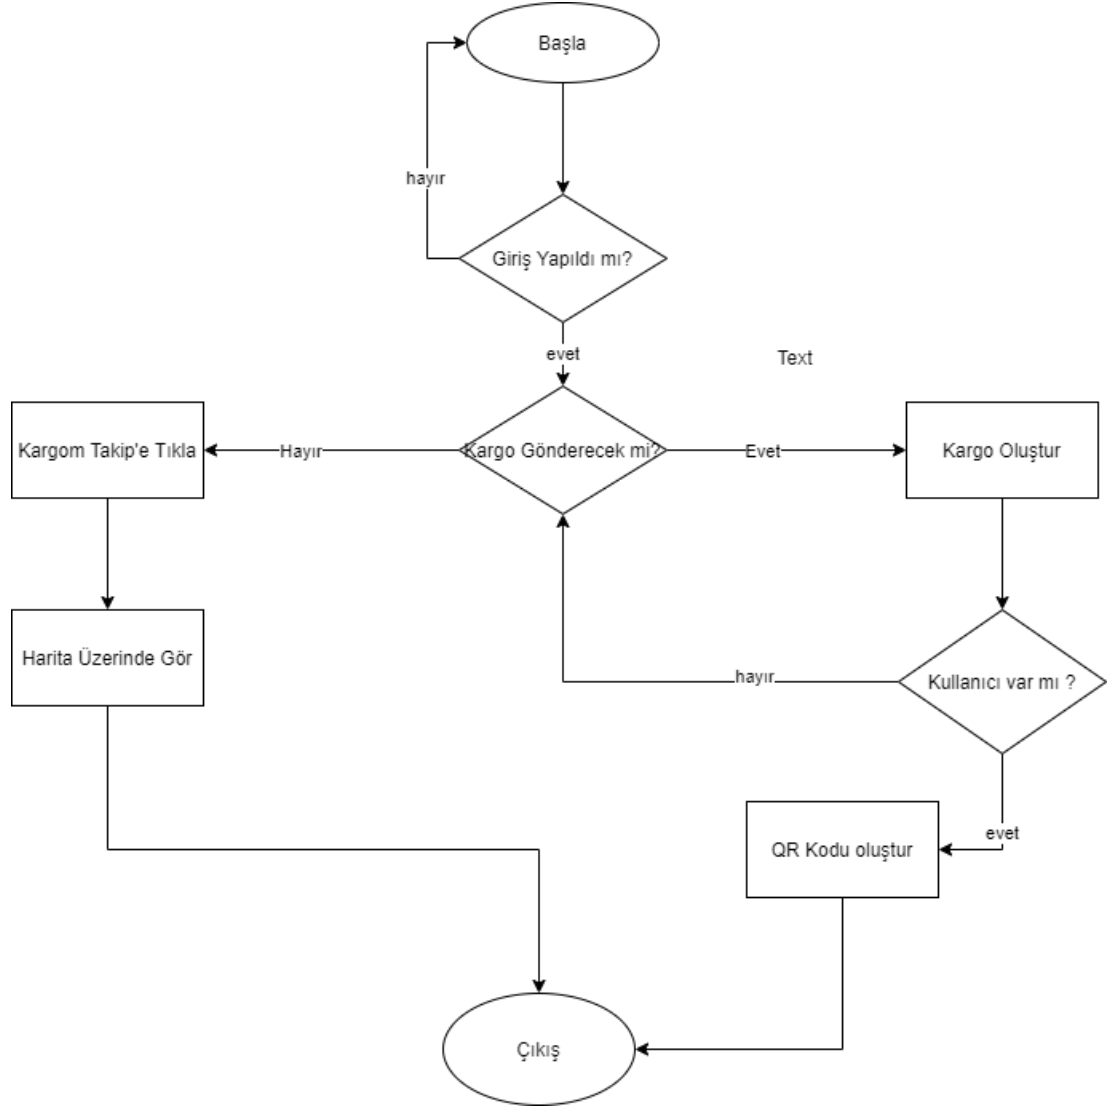 Başla
hayır
Giriş Yapıldı mı?
evet
Text
Kargom Takip'e Tıkla
Hayır
Kargo Gönderecek mi?
Evet
Kargo Oluştur
Harita Üzerinde Gör
hayır
Kullanıcı var mı ?
evet
QR Kodu oluştur
Çıkış